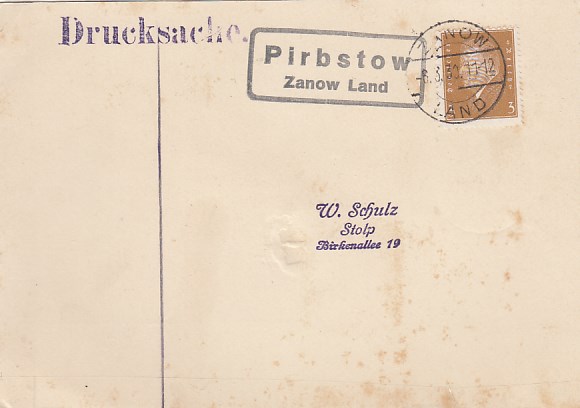 Drucksache.
Pirbstow
Zanow Land
ZANOW
LAND
3
W. Schulz
Stolp
Birkenallee 19